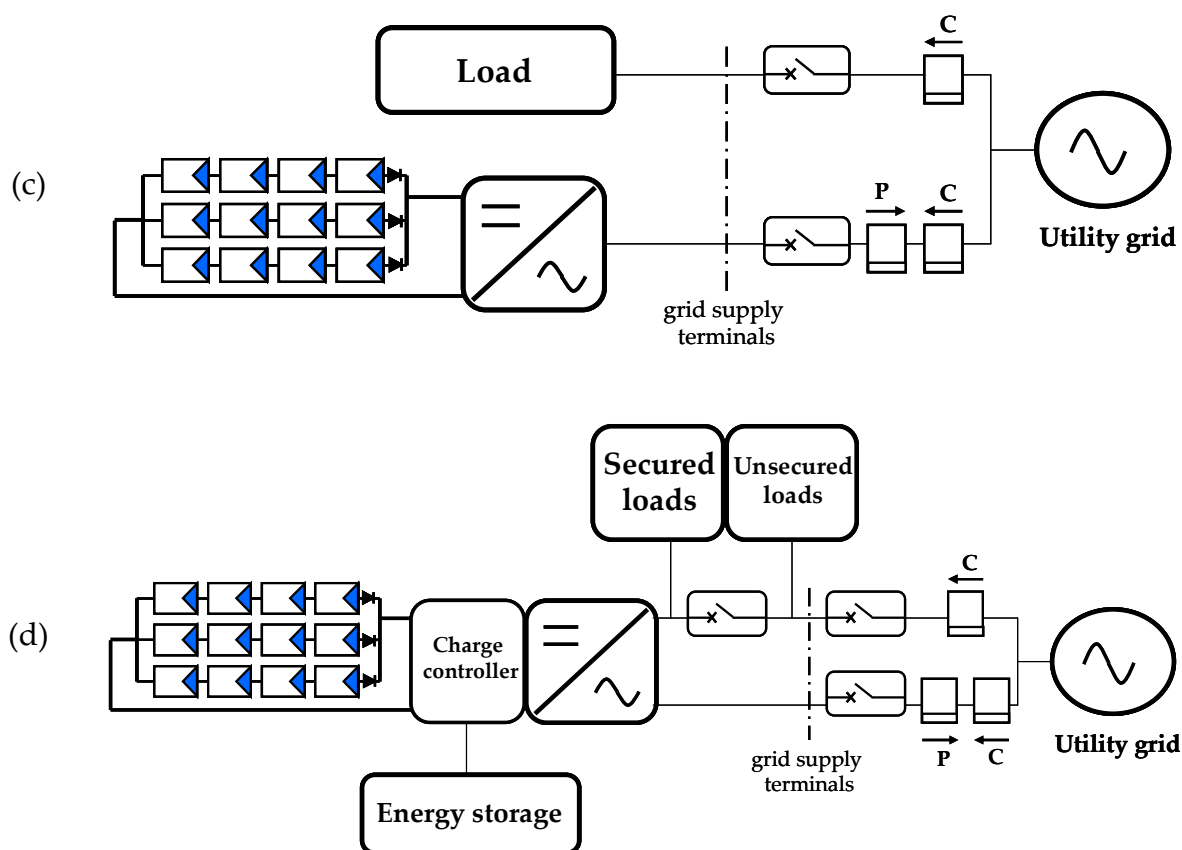 C
Load
(c)
P
C
Utility grid
grid supply
terminals
Secured
loads
Unsecured
loads
C
(d)
Charge
controller
P
C
Utility grid
grid supply
terminals
Energy storage